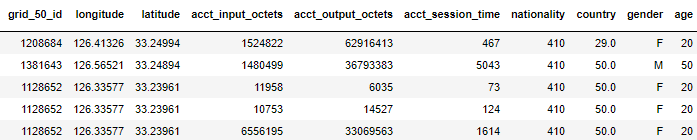 grid_50_id longitude latitude acct_input_octets acct_output_octets acct_session_time nationality country gender age
1208684 126.41326 33.24994 1524822 62916413 467 410 29.0 F 20
1381643 126.56521 33.24894 1480499 36793383 5043 410 50.0 M 50
1128652 126.33577 33.23961 11958 6035 73 410 50.0 F 20
1128652 126.33577 33.23961 10753 14527 124 410 50.0 F 20
1128652 126.33577 33.23961 6556195 33069563 1614 410 50.0 F 20